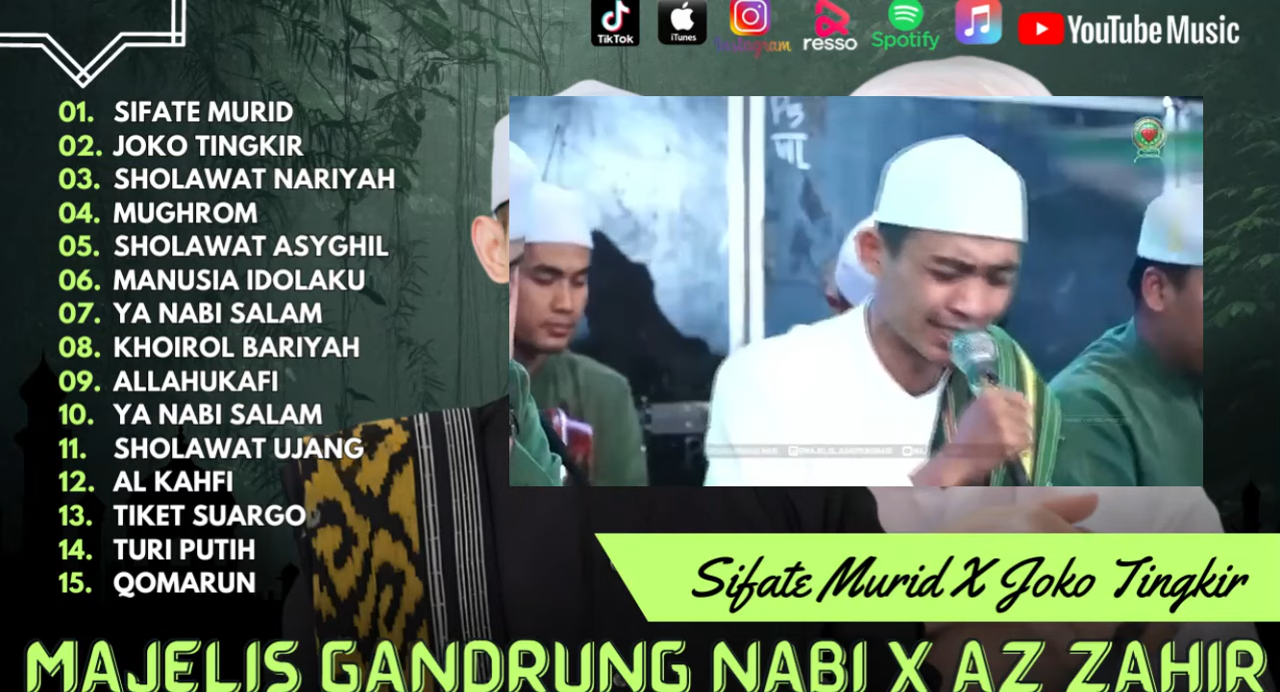 TikTok
iTunes
Instagram
resso
Spotify
YouTube Music
01. SIFATE MURID
02. JOKO TINGKIR
03. SHOLAWAT NARIYAH
04. MUGHROM
05. SHOLAWAT ASYGHIL
06. MANUSIA IDOLAKU
07. YA NABI SALAM
08. KHOIROL BARIYAH
09. ALLAHUKAFI
10. YA NABI SALAM
11. SHOLAWAT UJANG
12. AL KAHFI
13. TIKET SUARGO
14. TURI PUTIH
15. QOMARUN
Sifate Murid X Joko Tingkir
MAJELIS GANDRUNG NABI X AZ ZAHIR